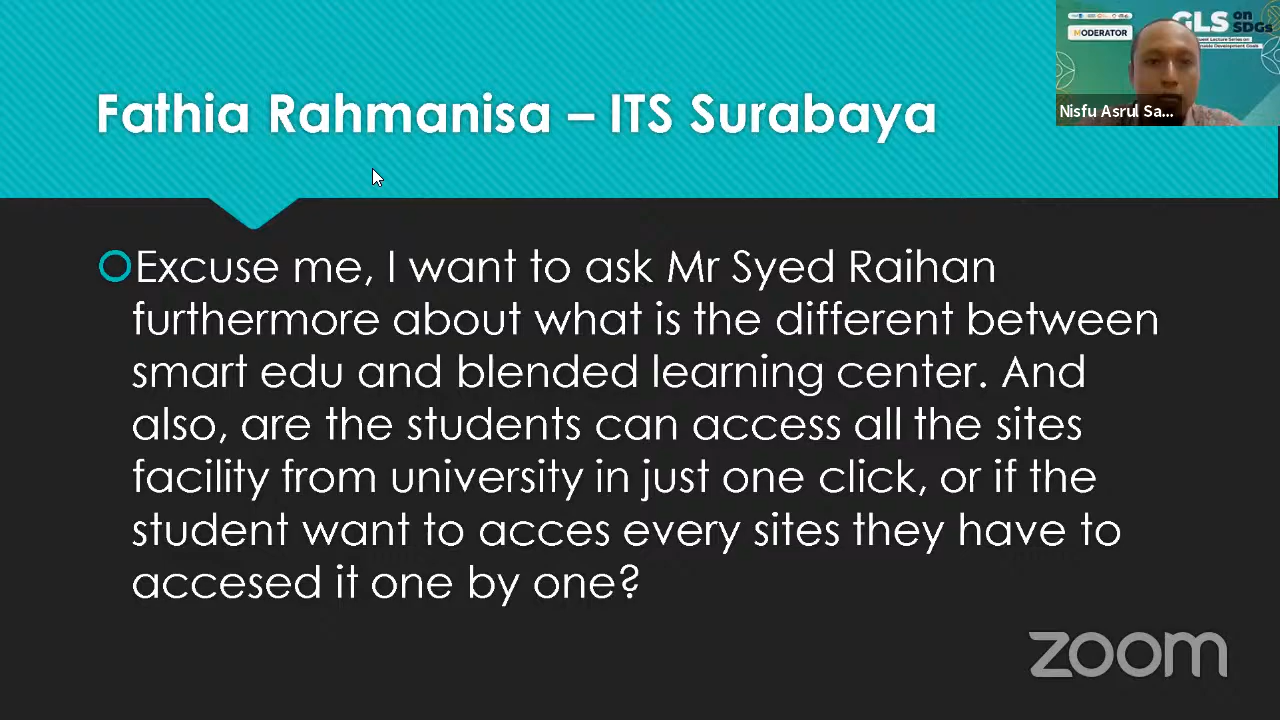 Fathia Rahmanisa – ITS Surabaya
Excuse me, I want to ask Mr Syed Raihan
furthermore about what is the different between
smart edu and blended learning center. And
also, are the students can access all the sites
facility from university in just one click, or if the
student want to acces every sites they have to
accesed it one by one?
MODERATOR
GLS on
SDGs
Nisfu Asrul Sa...
zoom